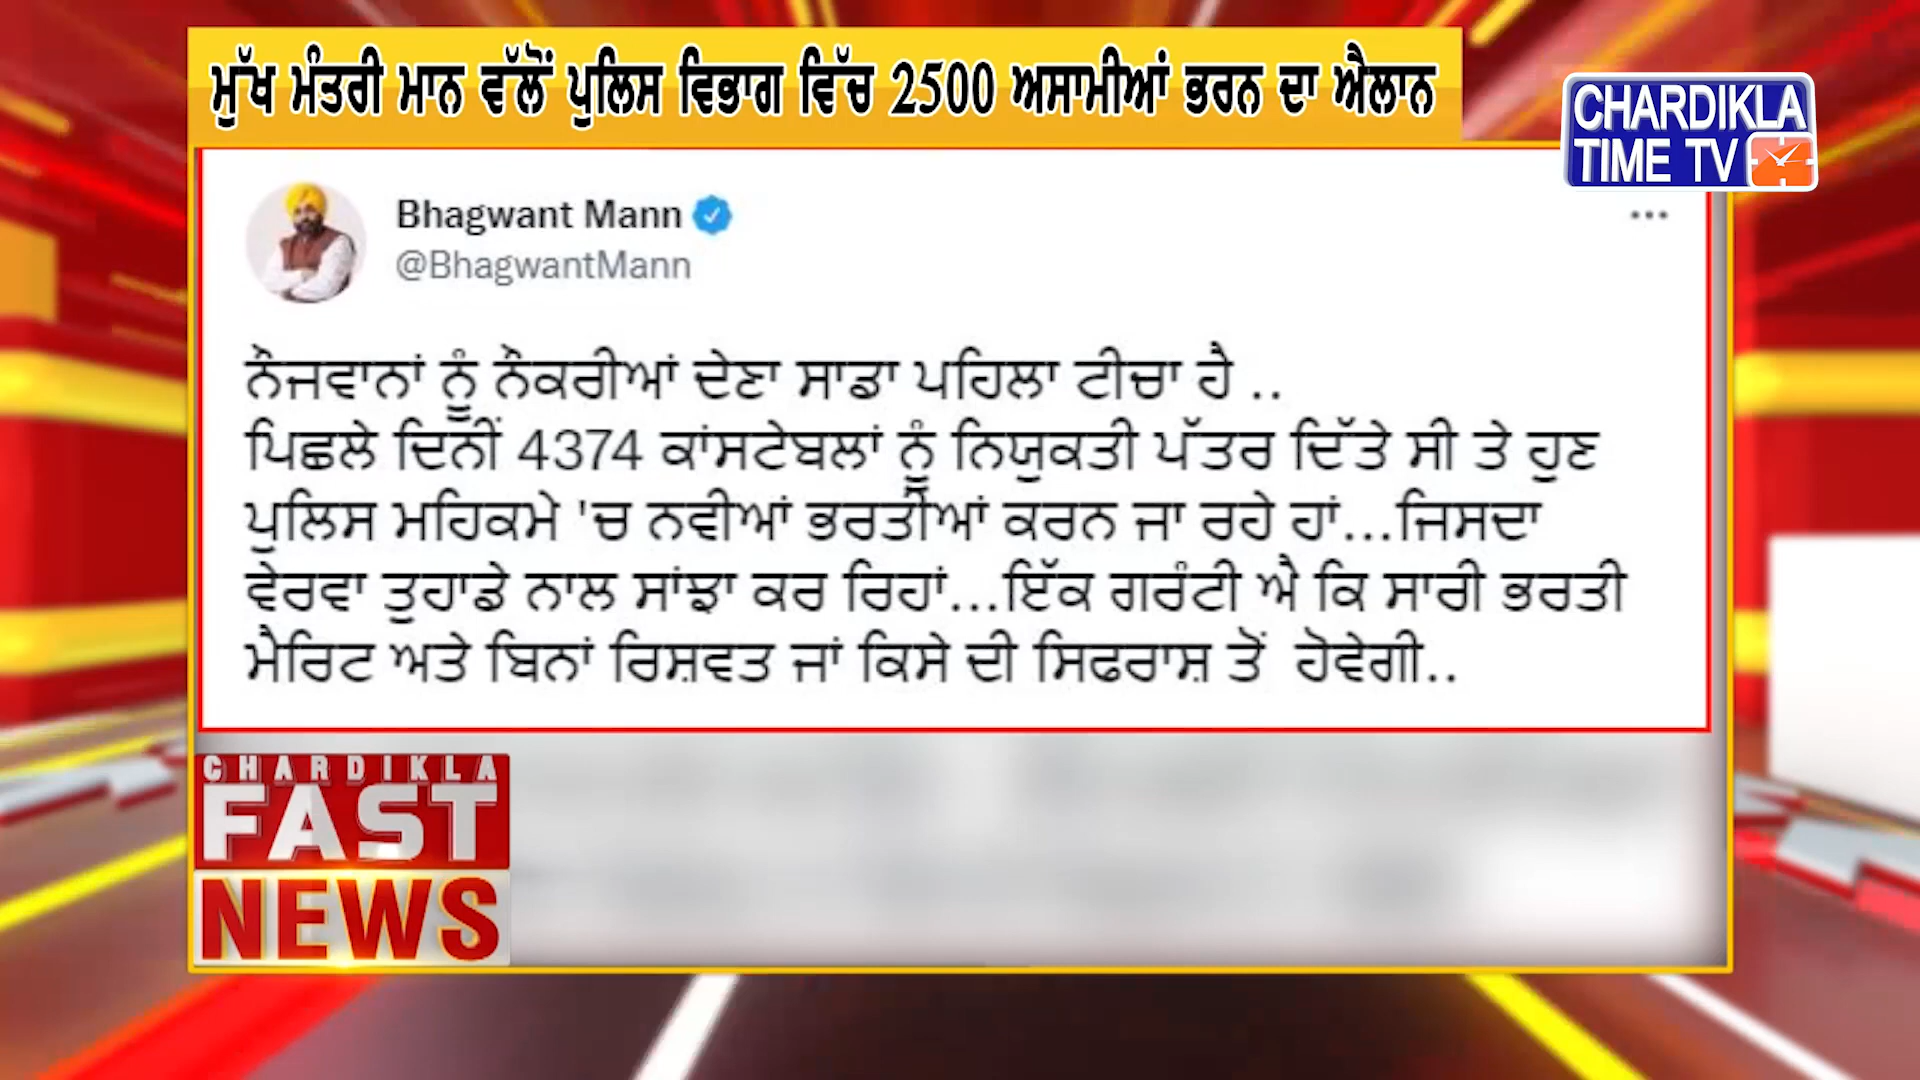 ਮੁੱਖ ਮੰਤਰੀ ਮਾਨ ਵੱਲੋਂ ਪੁਲਿਸ ਵਿਭਾਗ ਵਿੱਚ 2500 ਅਸਾਮੀਆਂ ਭਰਨ ਦਾ ਐਲਾਨ
CHARDIKLA
TIME TV
Bhagwant Mann
@BhagwantMann
ਨੌਜਵਾਨਾਂ ਨੂੰ ਨੌਕਰੀਆਂ ਦੇਣਾ ਸਾਡਾ ਪਹਿਲਾ ਟੀਚਾ ਹੈ ..
ਪਿਛਲੇ ਦਿਨੀਂ 4374 ਕਾਂਸਟੇਬਲਾਂ ਨੂੰ ਨਿਯੁਕਤੀ ਪੱਤਰ ਦਿੱਤੇ ਸੀ ਤੇ ਹੁਣ
ਪੁਲਿਸ ਮਹਿਕਮੇ 'ਚ ਨਵੀਆਂ ਭਰਤੀਆਂ ਕਰਨ ਜਾ ਰਹੇ ਹਾਂ...ਜਿਸਦਾ
ਵੇਰਵਾ ਤੁਹਾਡੇ ਨਾਲ ਸਾਂਝਾ ਕਰ ਰਿਹਾਂ...ਇੱਕ ਗਰੰਟੀ ਐ ਕਿ ਸਾਰੀ ਭਰਤੀ
ਮੈਰਿਟ ਅਤੇ ਬਿਨਾਂ ਰਿਸ਼ਵਤ ਜਾਂ ਕਿਸੇ ਦੀ ਸਿਫਰਾਸ਼ ਤੋਂ ਹੋਵੇਗੀ..
CHARDIKLA
FAST
NEWS